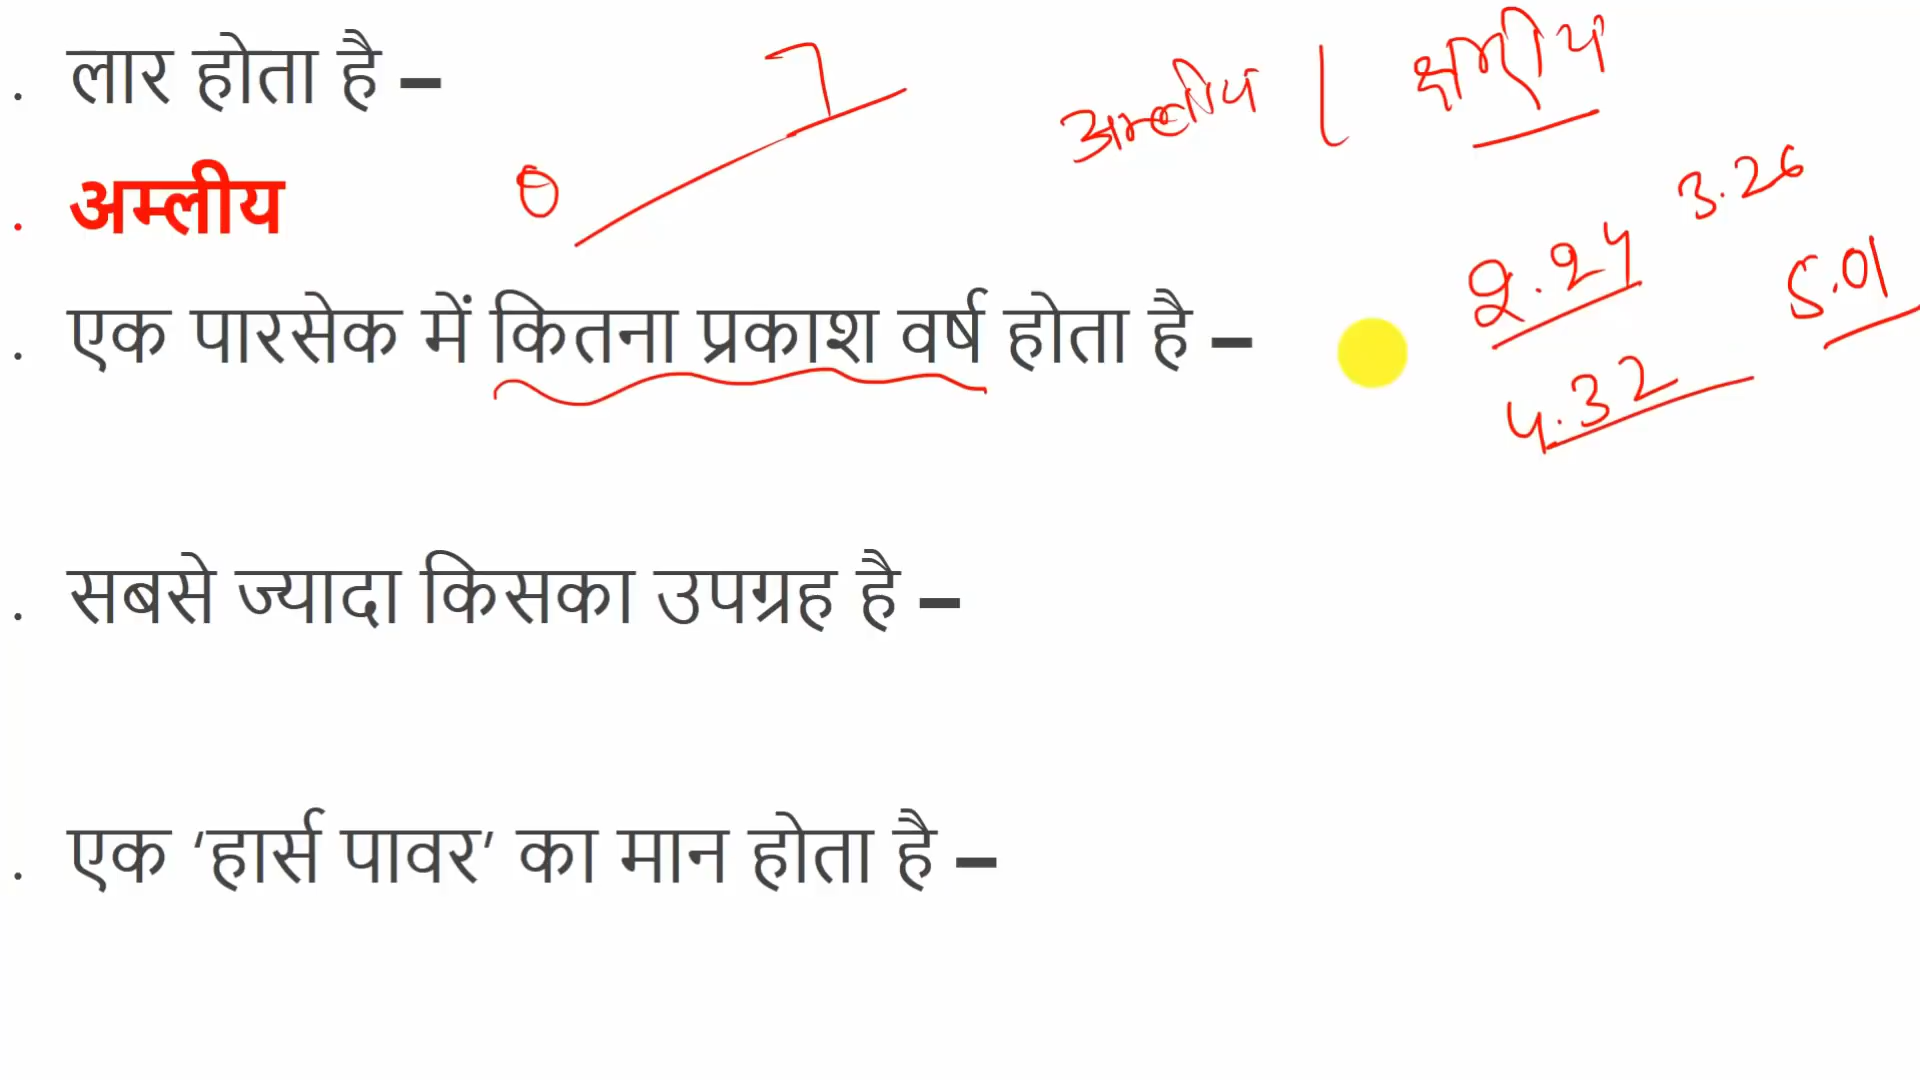 . लार होता है –
0 7 अम्लीय | क्षारीय
. अम्लीय
3.26
2.24
5.01
. एक पारसेक में कितना प्रकाश वर्ष होता है –
4.32
. सबसे ज्यादा किसका उपग्रह है –
. एक ‘हार्स पावर’ का मान होता है –